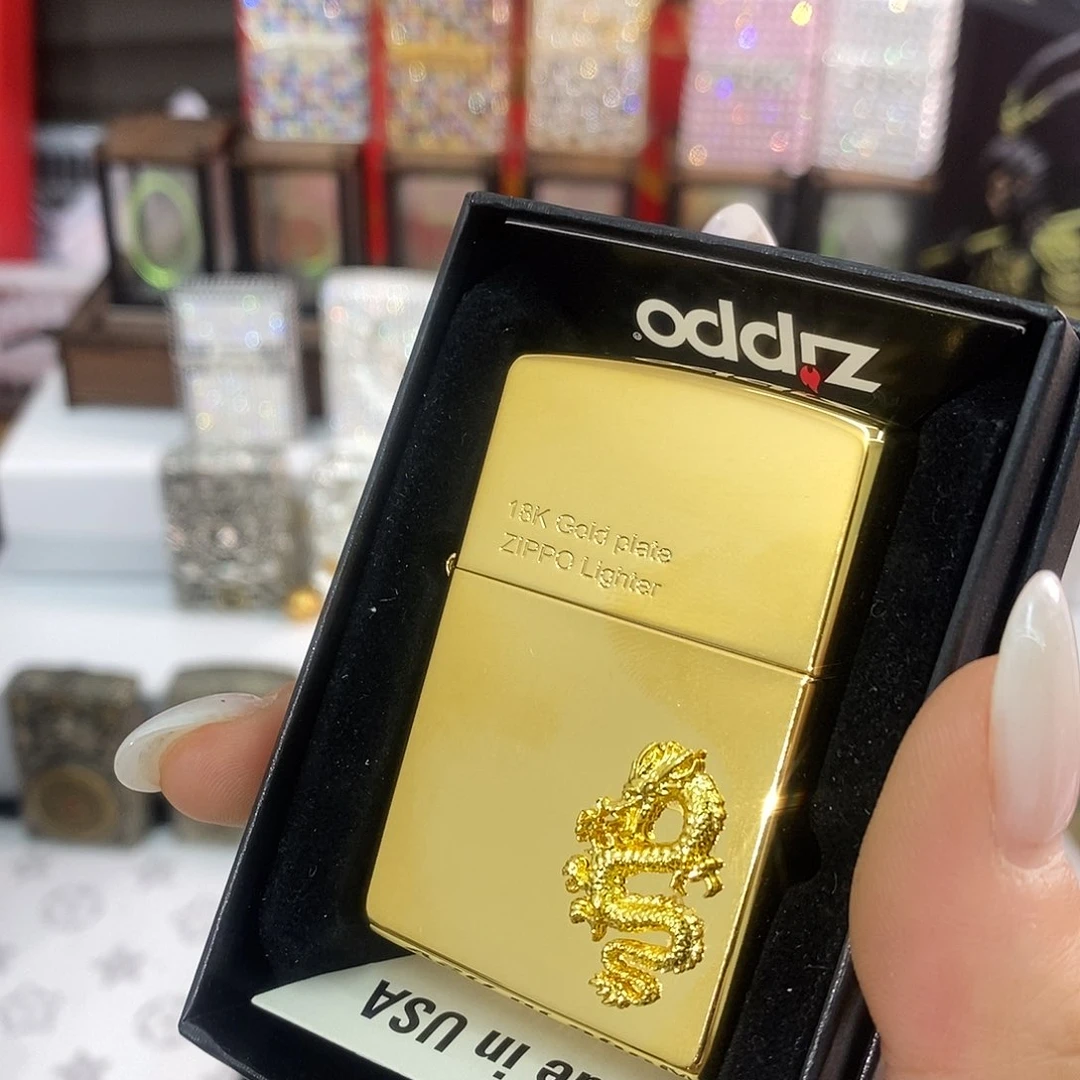 zippo®
18K Gold plate
ZIPPO Lighter
in USA